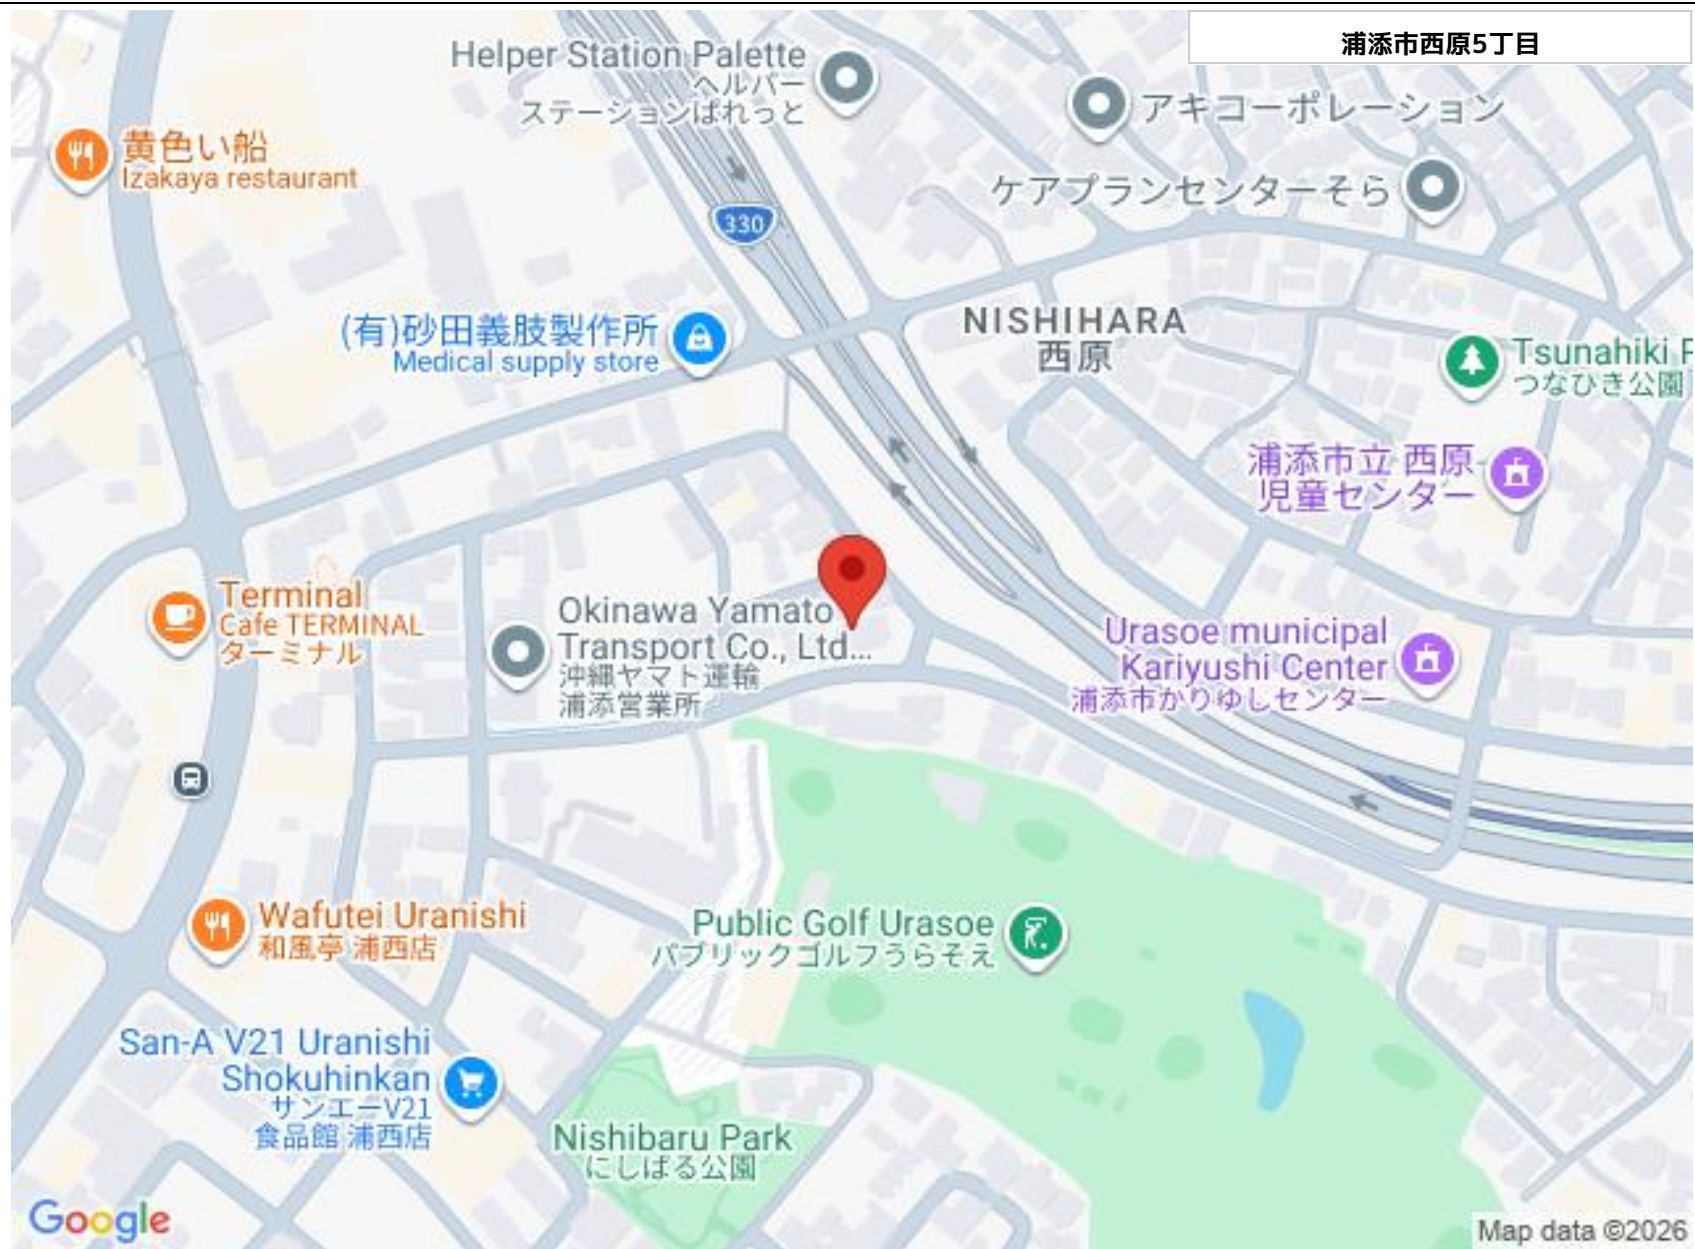 浦添市西原5丁目
Helper Station Palette
ヘルパー
ステーションぱれっと
アキコーポレーション
黄色い船
Izakaya restaurant
ケアプランセンターそら
330
(有)砂田義肢製作所
Medical supply store
NISHIHARA
西原
Tsunahiki P
つなひき公園
浦添市立 西原
児童センター
Terminal
Cafe TERMINAL
ターミナル
Okinawa Yamato
Transport Co., Ltd...
沖縄ヤマト運輸
浦添営業所
Urasoe municipal
Kariyushi Center
浦添市かりゆしセンター
Wafutei Uranishi
和風亭 浦西店
Public Golf Urasoe
パブリックゴルフうらそえ
San-A V21 Uranishi
Shokuhinkan
サンエーV21
食品館 浦西店
Nishibaru Park
にしばる公園
Google
Map data ©2026